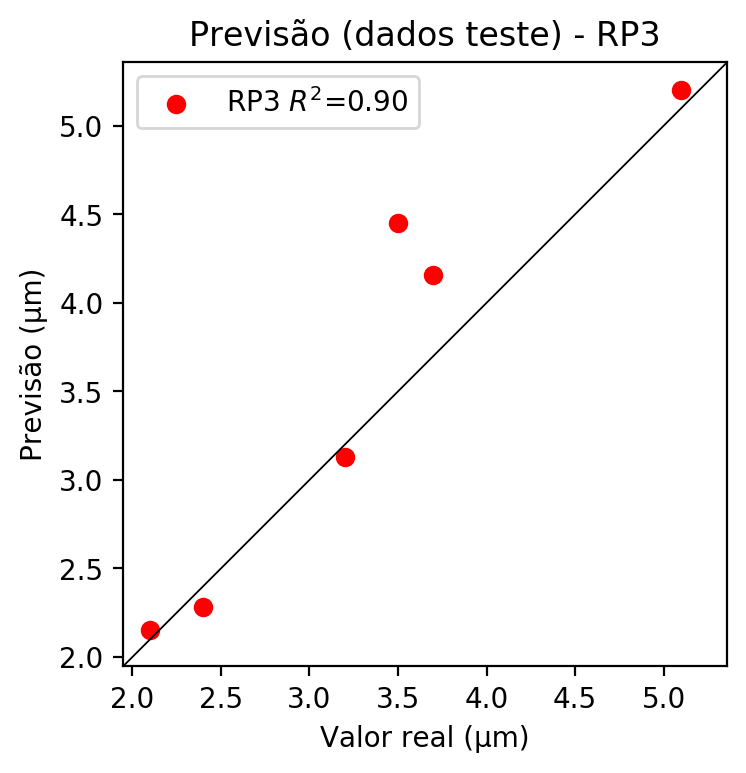 Previsão (dados teste) - RP3
RP3 R²=0.90
5.0
4.5
4.0
3.5
3.0
2.5
2.0
Previsão (µm)
2.0 2.5 3.0 3.5 4.0 4.5 5.0
Valor real (µm)